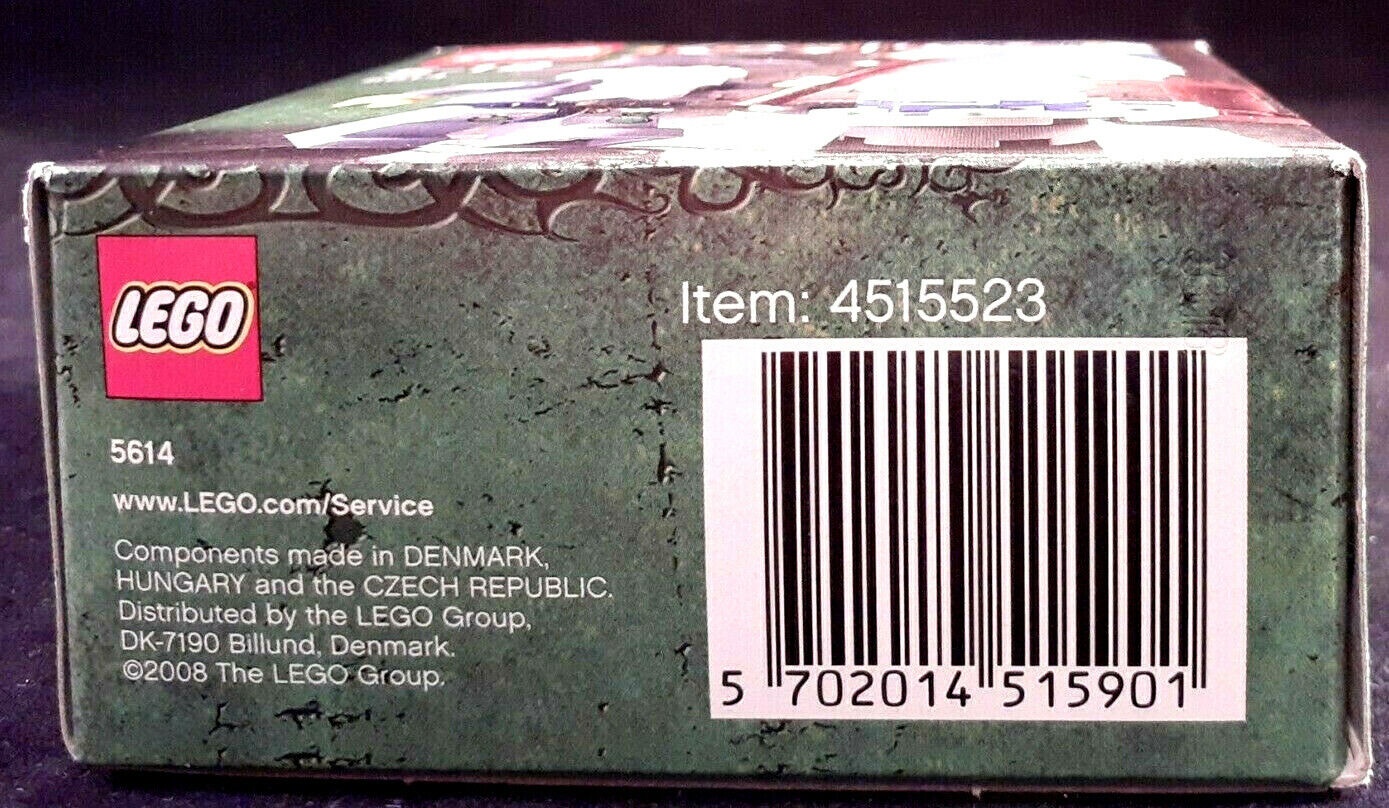 LEGO
5614
www.LEGO.com/Service
Components made in DENMARK,
HUNGARY and the CZECH REPUBLIC.
Distributed by the LEGO Group,
DK-7190 Billund, Denmark.
©2008 The LEGO Group.
Item: 4515523
5 702014 515901